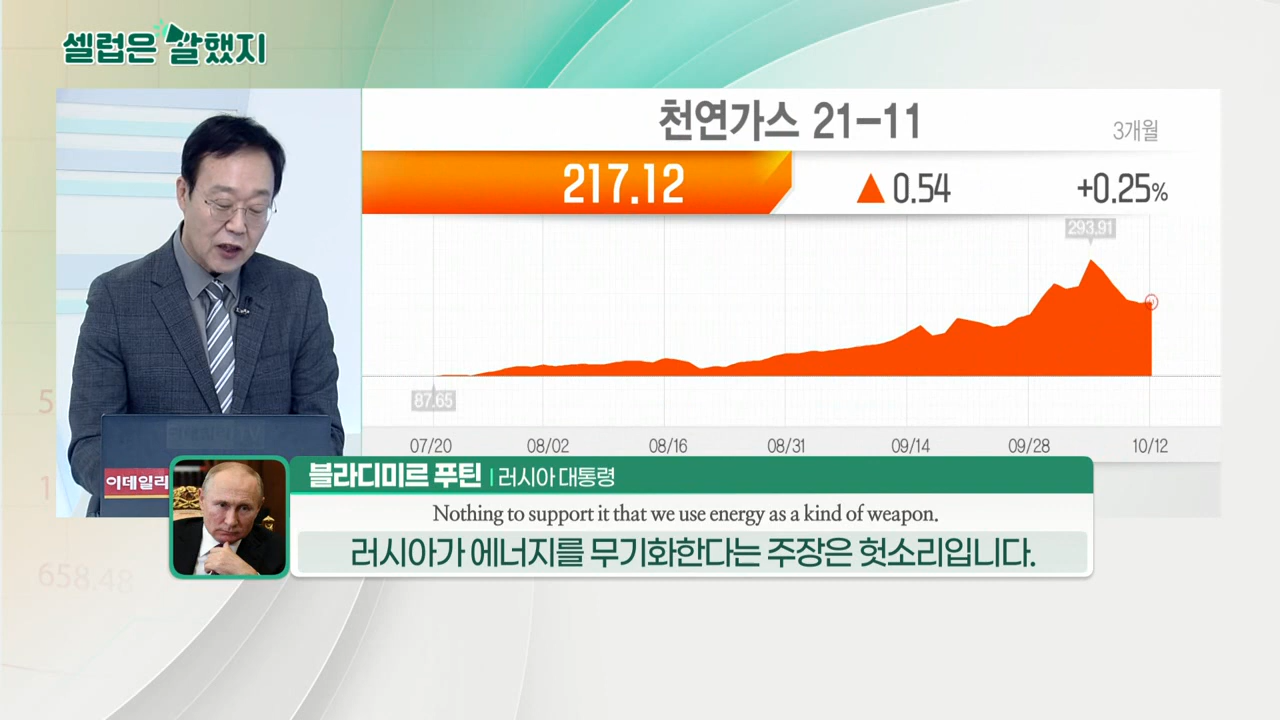 셀럽은 말했지
천연가스 21-11
3개월
217.12
▲ 0.54
+0.25%
293.91
87.65
07/20
08/02
08/16
08/31
09/14
09/28
10/12
이데일리
블라디미르 푸틴 | 러시아 대통령
Nothing to support it that we use energy as a kind of weapon.
러시아가 에너지를 무기화한다는 주장은 헛소리입니다.
658.48